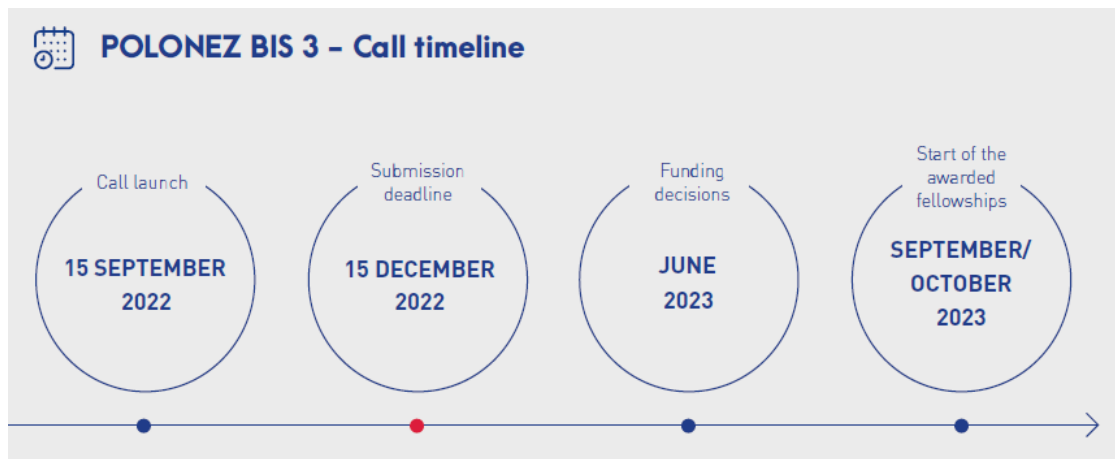 POLONEZ BIS 3 – Call timeline
Call launch
15 SEPTEMBER
2022
Submission
deadline
15 DECEMBER
2022
Funding
decisions
JUNE
2023
Start of the
awarded
fellowships
SEPTEMBER/
OCTOBER
2023